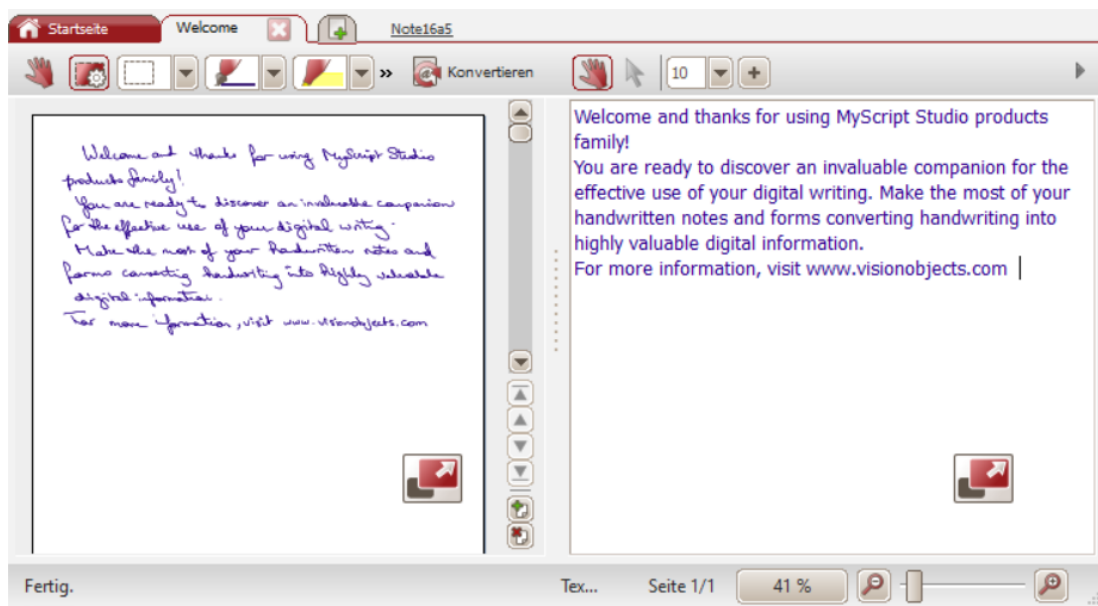 Startseite Welcome Note16a5
Konvertieren 10
Welcome and thanks for using MyScript Studio
products family!
You are ready to discover an invaluable companion
for the effective use of your digital writing.
Make the most of your handwritten notes and
forms converting handwriting into highly valuable
digital information.
For more information, visit www.visionobjects.com
Welcome and thanks for using MyScript Studio products
family!
You are ready to discover an invaluable companion for the
effective use of your digital writing. Make the most of your
handwritten notes and forms converting handwriting into
highly valuable digital information.
For more information, visit www.visionobjects.com
Fertig. Tex... Seite 1/1 41 %